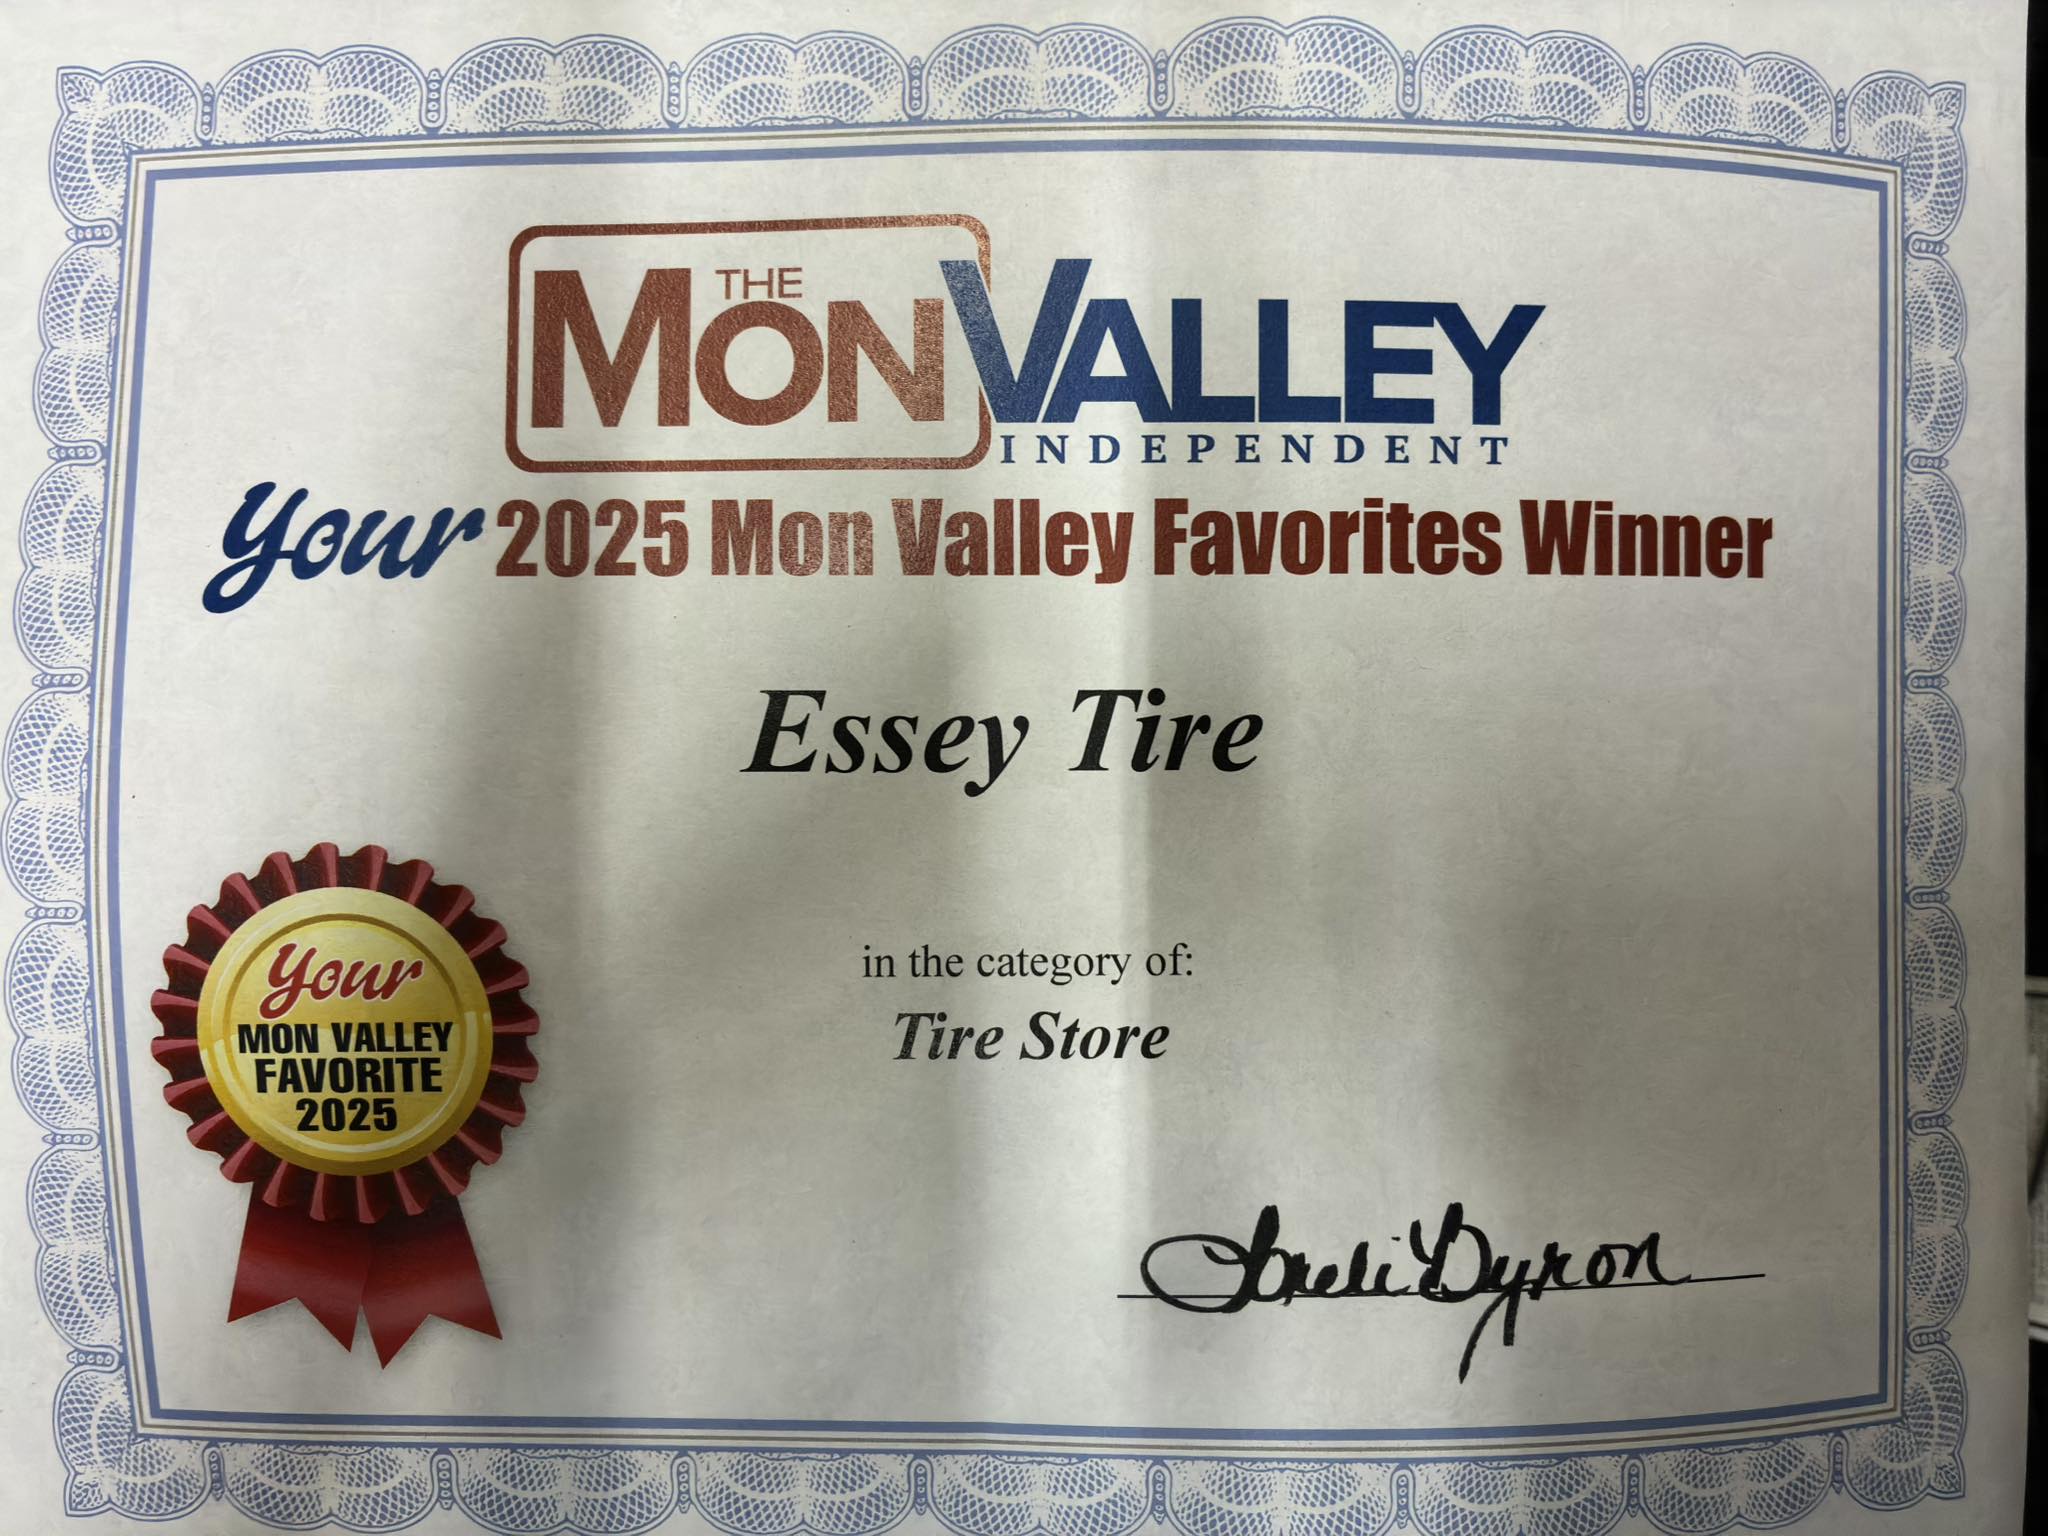 THE
MON VALLEY
INDEPENDENT
Your 2025 Mon Valley Favorites Winner
Essey Tire
in the category of:
Tire Store
Your
MON VALLEY
FAVORITE
2025